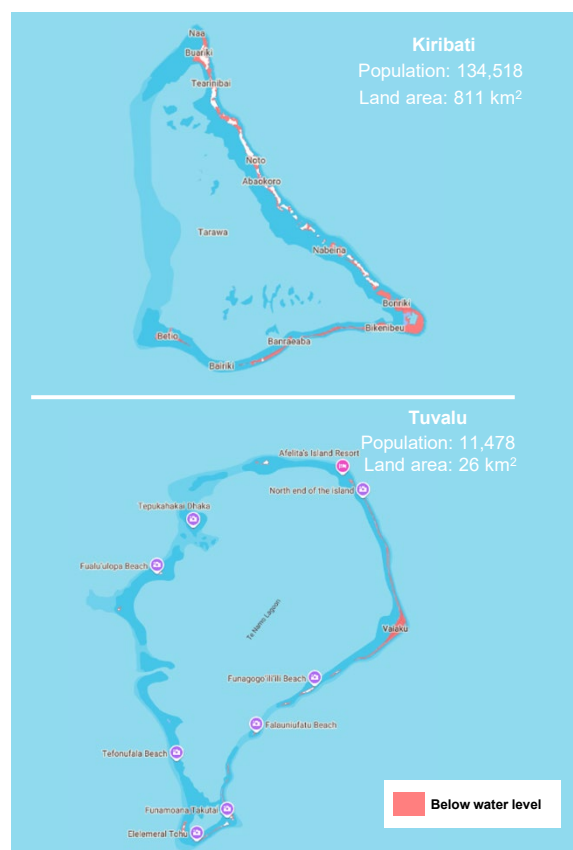 Kiribati
Population: 134,518
Land area: 811 km²
Naa
Buariki
Tearinibai
Noto
Abaokoro
Tarawa
Nabeina
Bonriki
Bikenibeu
Betio
Banraeaba
Bairiki
Tuvalu
Population: 11,478
Land area: 26 km²
Afelita's Island Resort
North end of the island
Tepukahakai Dhaka
Fualu'ulopa Beach
Te Namo Lagoon
Vaiaku
Funagogo'ili'ili Beach
Falauniufatu Beach
Tefonufala Beach
Funamoana Takutai
Elelemeral Tohu
Below water level